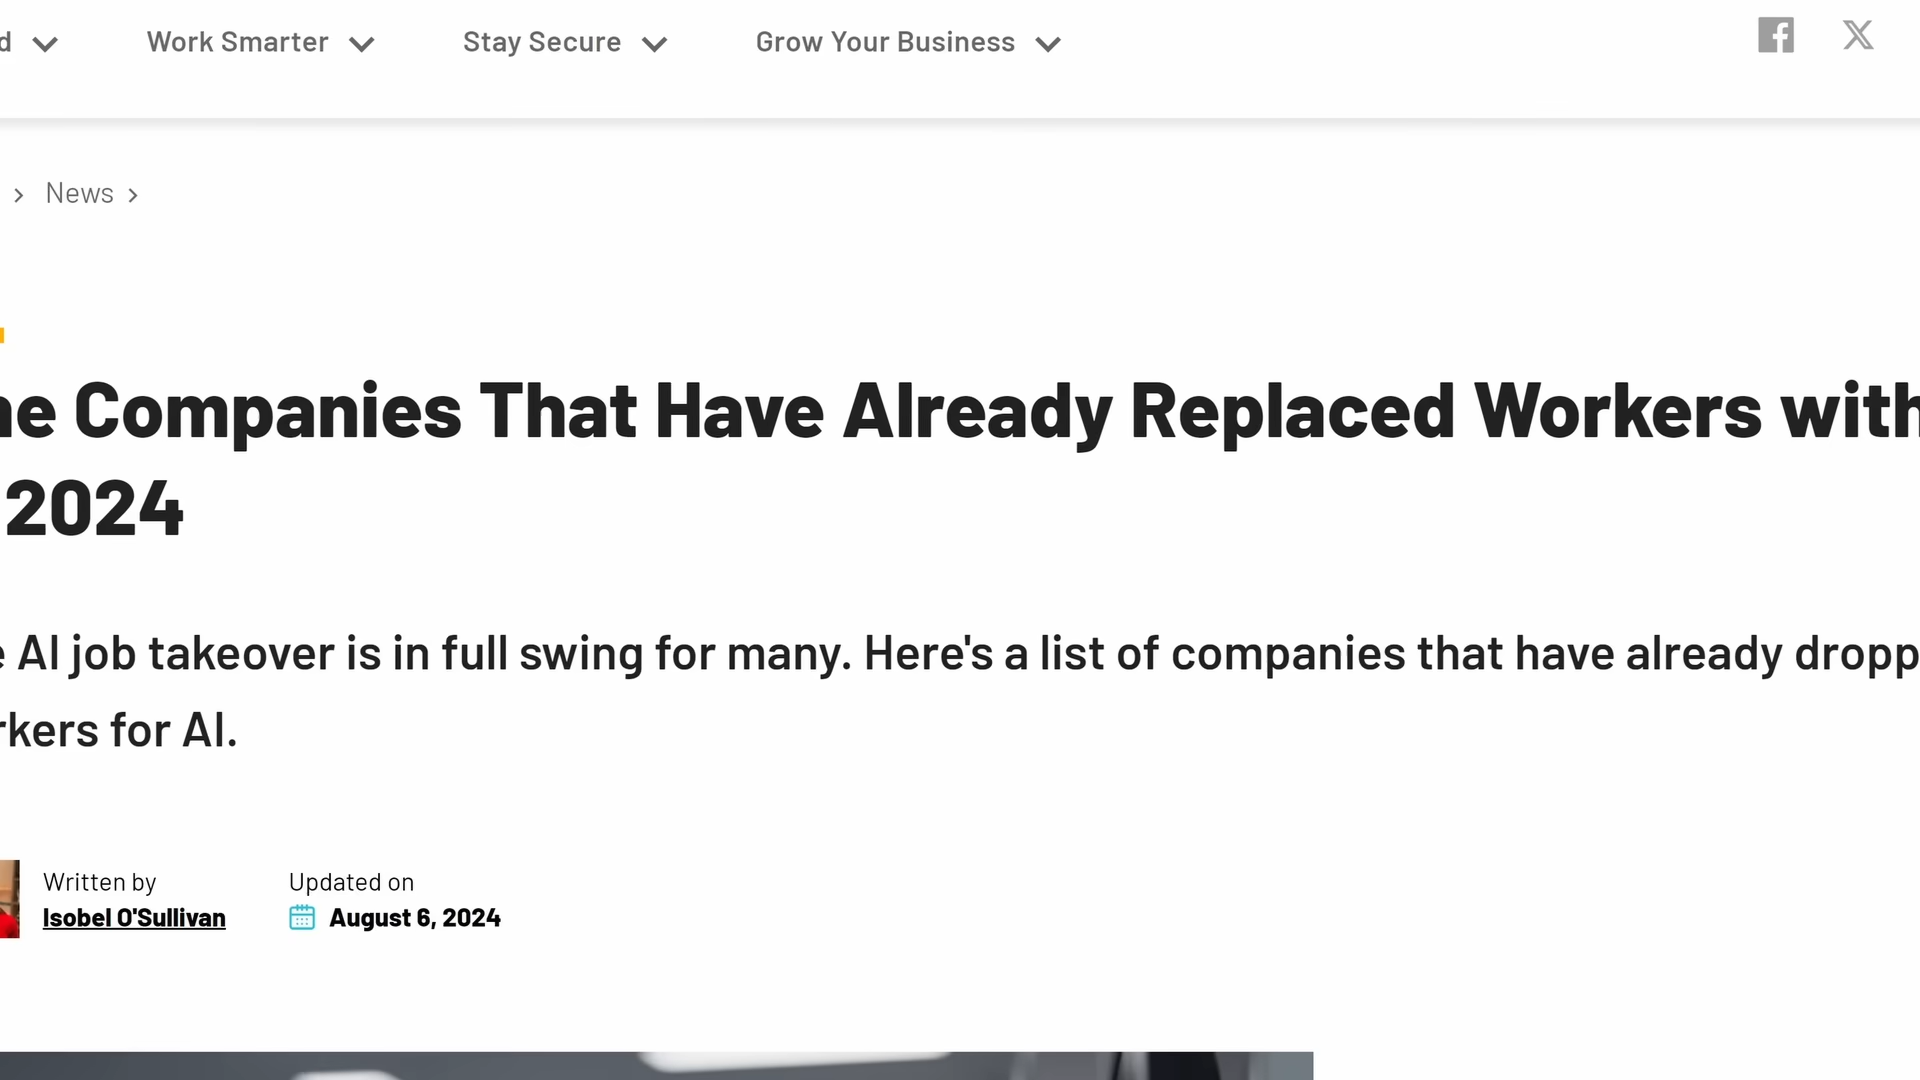 Work Smarter Stay Secure Grow Your Business
News
Companies That Have Already Replaced Workers with
2024
AI job takeover is in full swing for many. Here's a list of companies that have already
for AI.
Written by Updated on
Isobel O'Sullivan August 6, 2024